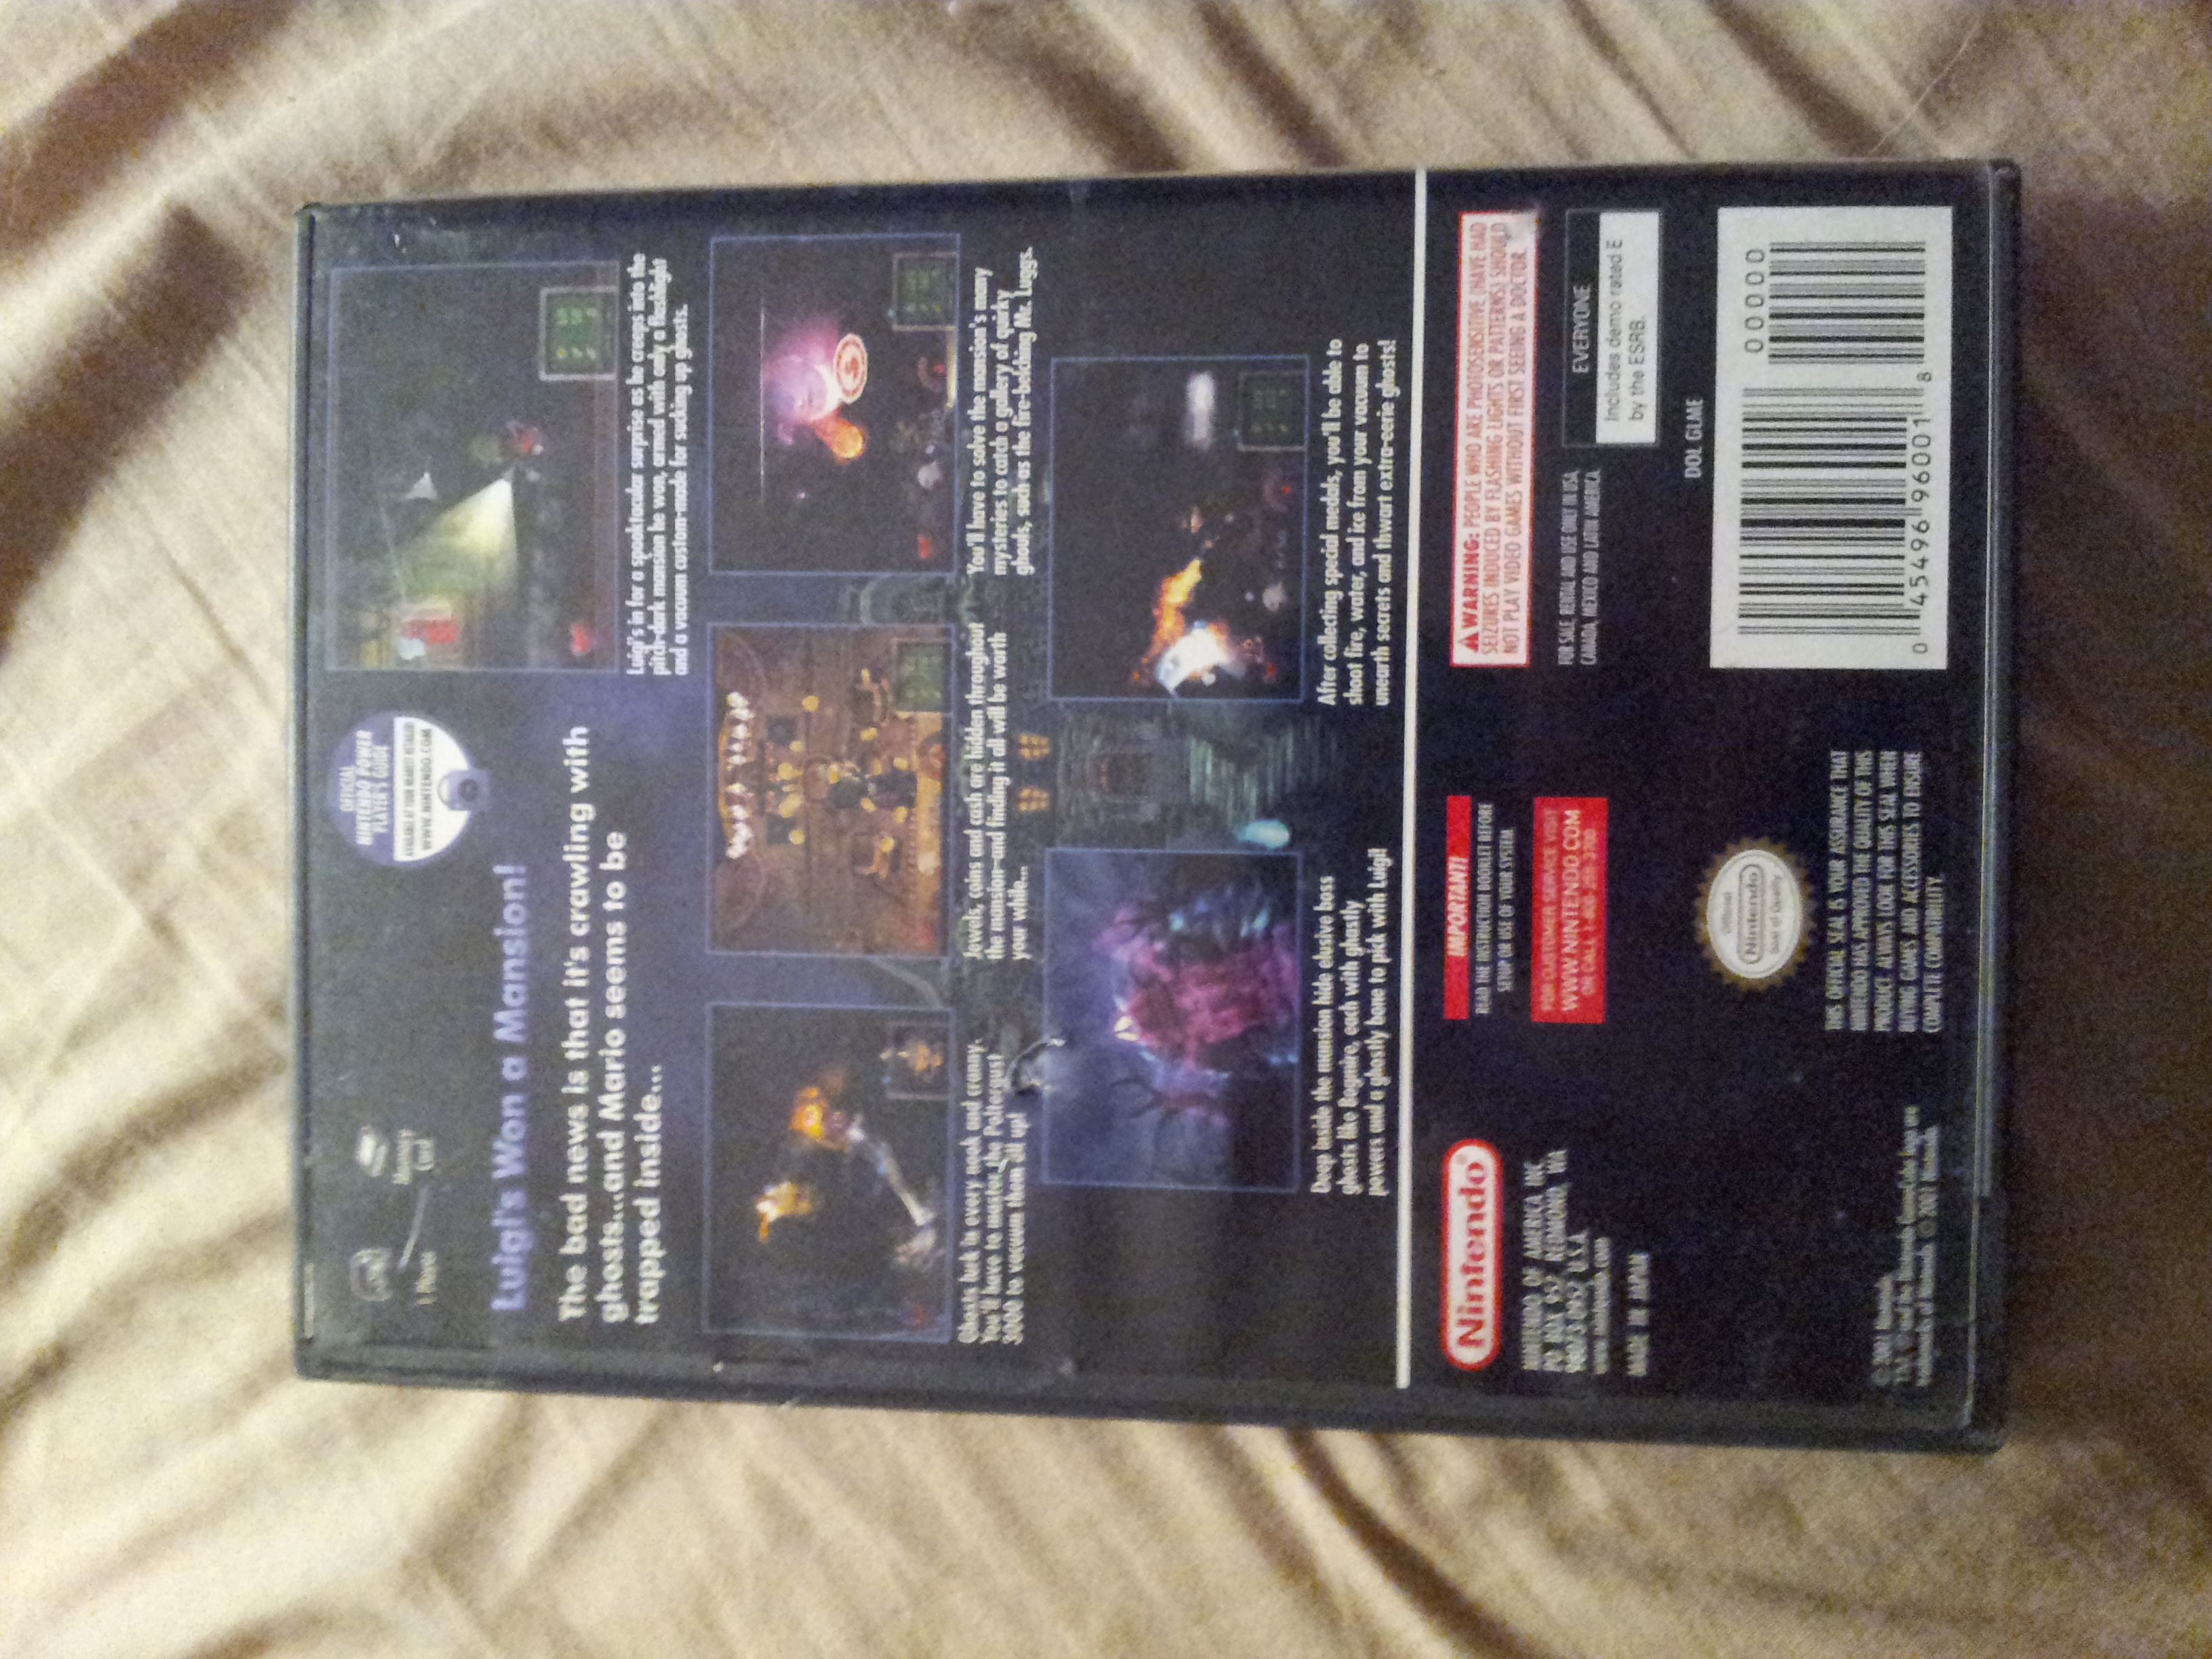 1 Player
Memory
Card
OFFICIAL
NINTENDO POWER
PLAYER'S GUIDE
AVAILABLE AT YOUR NEAREST RETAILER!
WWW.NINTENDO.COM
Luigi's Won a Mansion!
The bad news is that it's crawling with
ghosts...and Mario seems to be
trapped inside...
Luigi's in for a spooktacular surprise as he creeps into the
pitch-dark mansion he won, armed with only a flashlight
and a vacuum custom-made for sucking up ghosts.
Ghosts lurk in every nook and cranny.
You'll have to master the Poltergust
3000 to vacuum them all up!
Jewels, coins and cash are hidden throughout
the mansion—and finding it all will be worth
your while...
You'll have to solve the mansion's many
mysteries to catch a gallery of quirky
ghouls, such as the fire-belching Mr. Luggs.
Deep inside the mansion hide elusive boss
ghosts like Bogmire, each with ghastly
powers and a ghostly bone to pick with Luigi!
After collecting special medals, you'll be able to
shoot fire, water, and ice from your vacuum to
unearth secrets and thwart extra-eerie ghosts!
Nintendo®
NINTENDO OF AMERICA INC.
PO BOX 957, REDMOND, WA
98073-0957 U.S.A.
www.nintendo.com
MADE IN JAPAN
IMPORTANT!
READ THE INSTRUCTION BOOKLET BEFORE
SETUP OR USE OF YOUR SYSTEM.
FOR CUSTOMER SERVICE VISIT
WWW.NINTENDO.COM
OR CALL 1-800-255-3700
WARNING: PEOPLE WHO ARE PHOTOSENSITIVE (HAVE HAD
SEIZURES INDUCED BY FLASHING LIGHTS OR PATTERNS) SHOULD
NOT PLAY VIDEO GAMES WITHOUT FIRST SEEING A DOCTOR.
FOR SALE, RENTAL AND USE ONLY IN USA,
CANADA, MEXICO AND LATIN AMERICA.
EVERYONE
Includes demo rated E
by the ESRB.
DOL GLME
Official
Nintendo
Seal of Quality
THIS OFFICIAL SEAL IS YOUR ASSURANCE THAT
NINTENDO HAS APPROVED THE QUALITY OF THIS
PRODUCT. ALWAYS LOOK FOR THIS SEAL WHEN
BUYING GAMES AND ACCESSORIES TO ENSURE
COMPLETE COMPATIBILITY.
© 2001 Nintendo.
T.M, ® and the Nintendo GameCube logo are
trademarks of Nintendo. © 2001 Nintendo.
00000
0 45496 96001 8